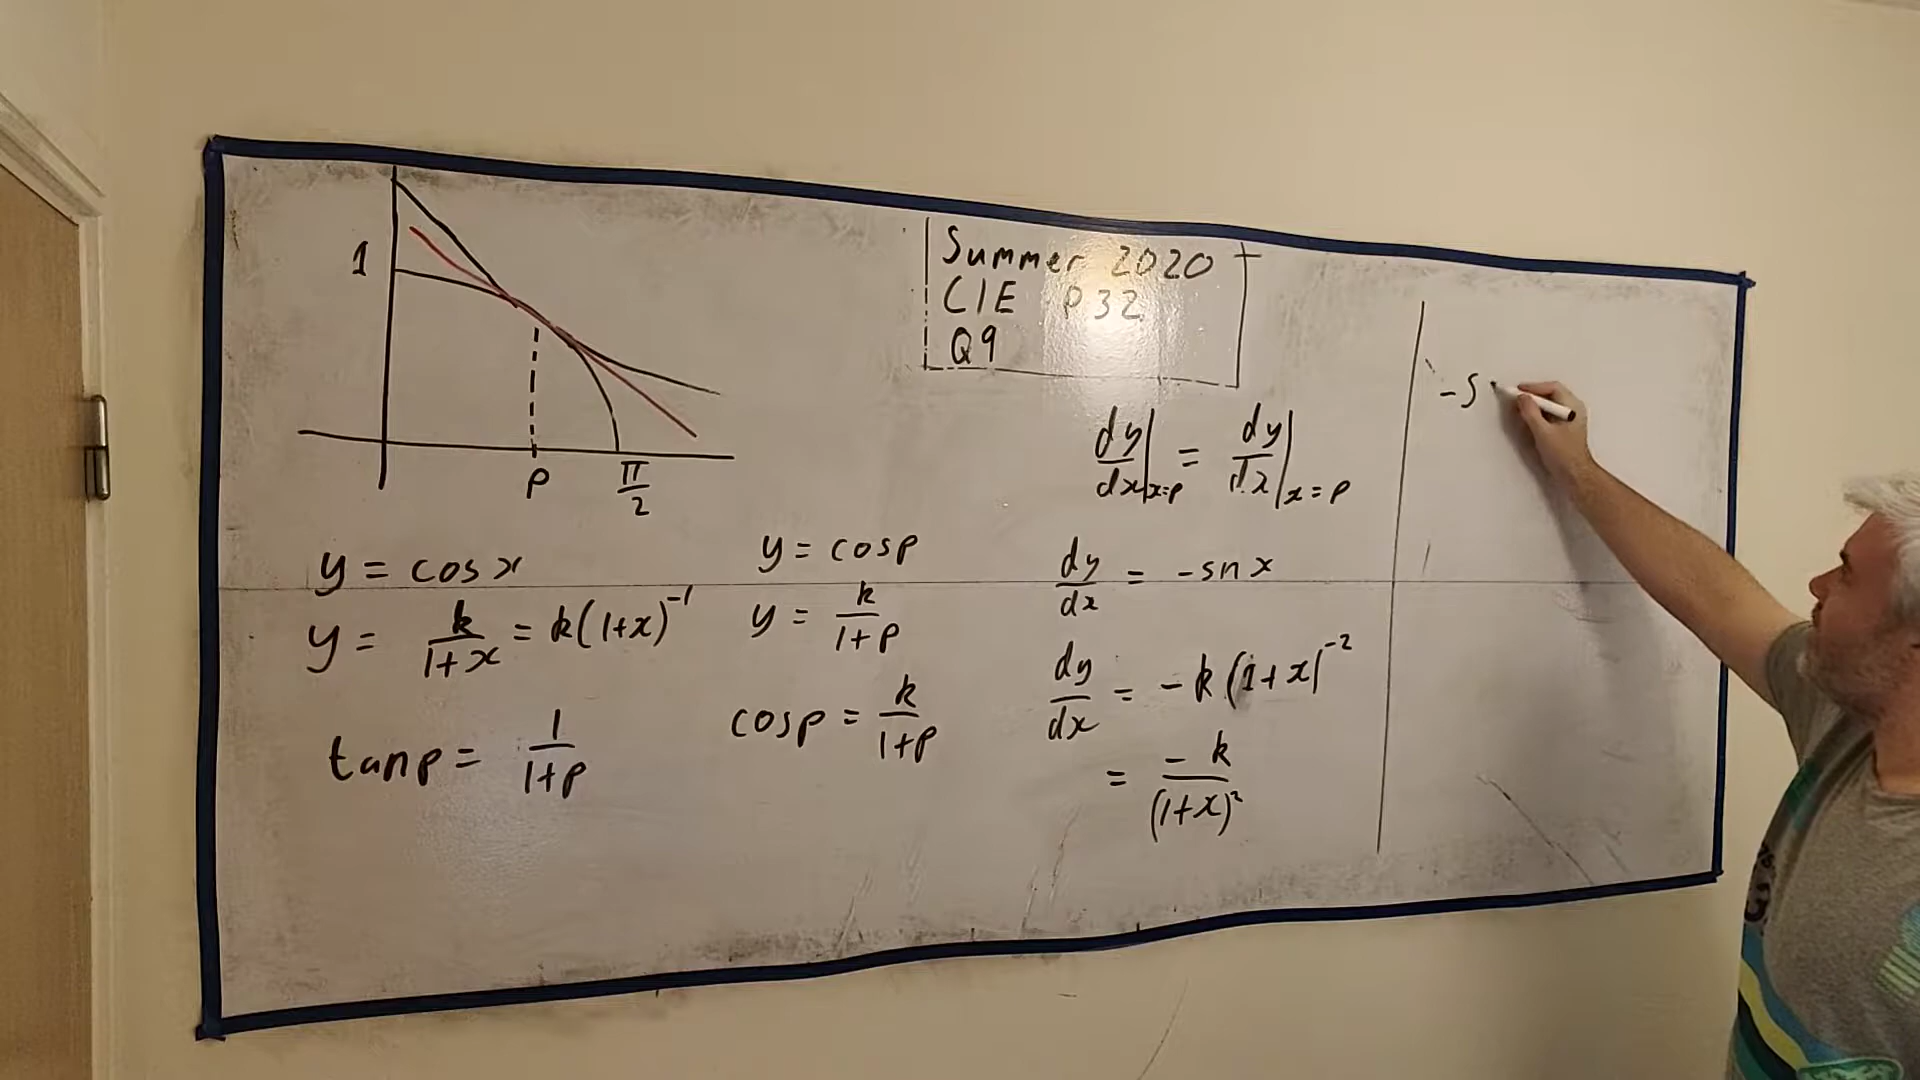 1
P
π/2
Summer 2020
CIE P32
Q9
y = cos x
y = k/(1+x) = k(1+x)^-1
tan p = 1/(1+p)
y = cos p
y = k/(1+p)
cos p = k/(1+p)
dy/dx|x=p = dy/dx|x=p
dy/dx = -sn x
dy/dx = -k(1+x)^-2
= -k/(1+x)²
-s